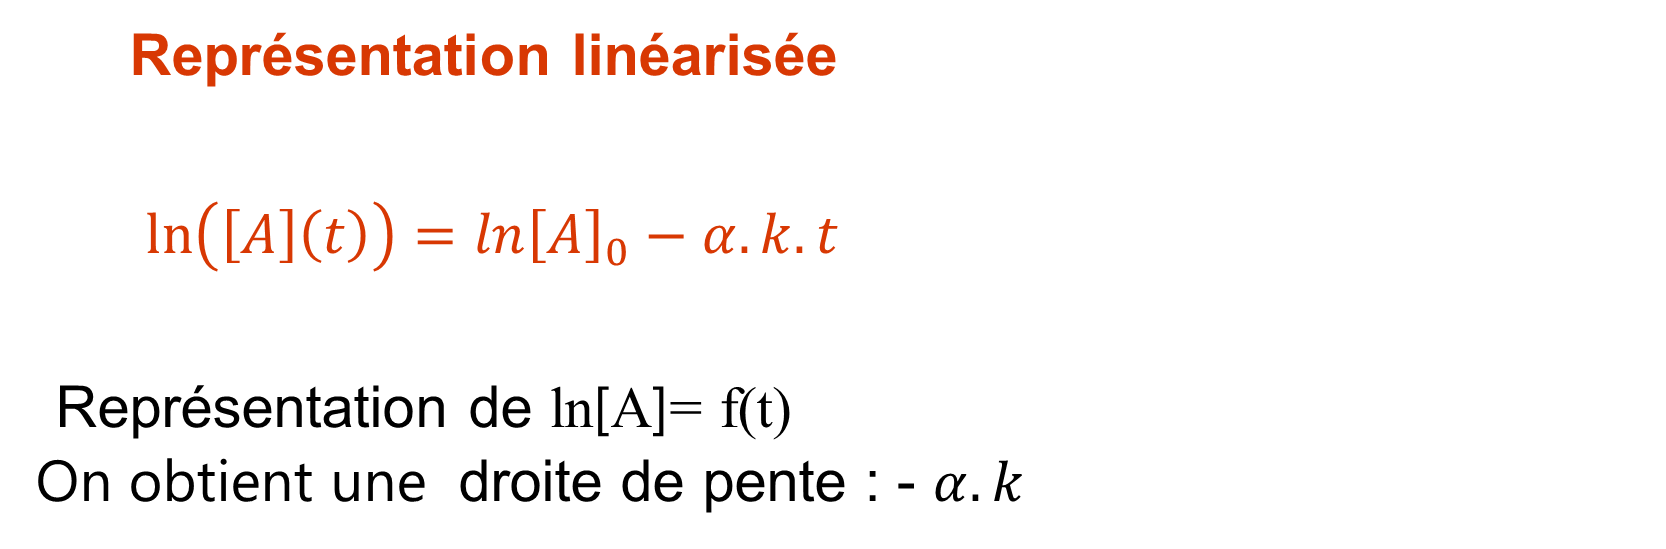 Représentation linéarisée
ln([A](t)) = ln[A]₀ − α. k. t
Représentation de ln[A]= f(t)
On obtient une droite de pente : - α. k